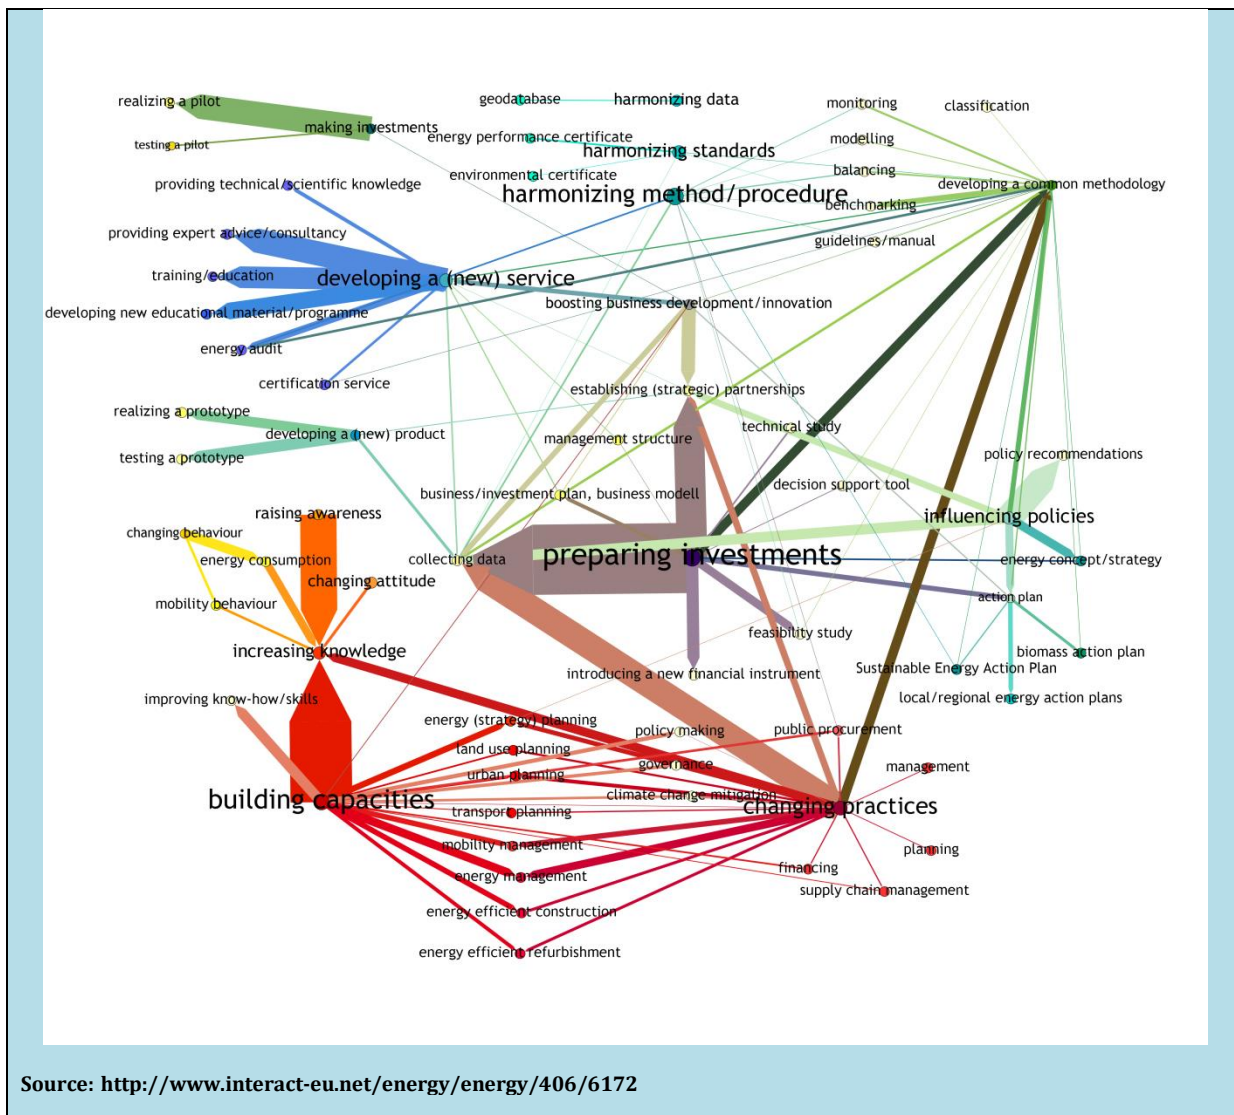 realizing a pilot
geodatabase
harmonizing data
monitoring
classification
making investments
testing a pilot
energy performance certificate
harmonizing standards
modelling
balancing
environmental certificate
providing technical/scientific knowledge
harmonizing method/procedure
developing a common methodology
benchmarking
providing expert advice/consultancy
guidelines/manual
training/education
developing a (new) service
boosting business development/innovation
developing new educational material/programme
energy audit
certification service
establishing (strategic) partnerships
realizing a prototype
developing a (new) product
management structure
technical study
testing a prototype
policy recommendations
business/investment plan, business modell
decision support tool
raising awareness
influencing policies
changing behaviour
energy consumption
collecting data
preparing investments
energy concept/strategy
changing attitude
mobility behaviour
action plan
feasibility study
increasing knowledge
biomass action plan
introducing a new financial instrument
Sustainable Energy Action Plan
improving know-how/skills
local/regional energy action plans
energy (strategy) planning
policy making
public procurement
land use planning
governance
management
urban planning
building capacities
climate change mitigation
changing practices
transport planning
mobility management
planning
financing
energy management
supply chain management
energy efficient construction
energy efficient refurbishment
Source: http://www.interact-eu.net/energy/energy/406/6172